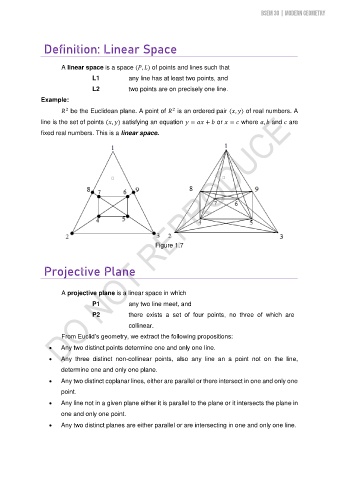 BSEM 30 | MODERN GEOMETRY
Definition: Linear Space
A linear space is a space (P, L) of points and lines such that
L1 any line has at least two points, and
L2 two points are on precisely one line.
Example:
R² be the Euclidean plane. A point of R² is an ordered pair (x, y) of real numbers. A
line is the set of points (x, y) satisfying an equation y = ax + b or x = c where a, b and c are
fixed real numbers. This is a linear space.
1 1
8 7 6 9 8 9
7 6
4 5 4 5
2 3 2 3
Figure 1.7
Projective Plane
A projective plane is a linear space in which
P1 any two line meet, and
P2 there exists a set of four points, no three of which are
collinear.
From Euclid's geometry, we extract the following propositions:
• Any two distinct points determine one and only one line.
• Any three distinct non-collinear points, also any line an a point not on the line,
determine one and only one plane.
• Any two distinct coplanar lines, either are parallel or there intersect in one and only one
point.
• Any line not in a given plane either it is parallel to the plane or it intersects the plane in
one and only one point.
• Any two distinct planes are either parallel or are intersecting in one and only one line.
DO NOT REPRODUCE